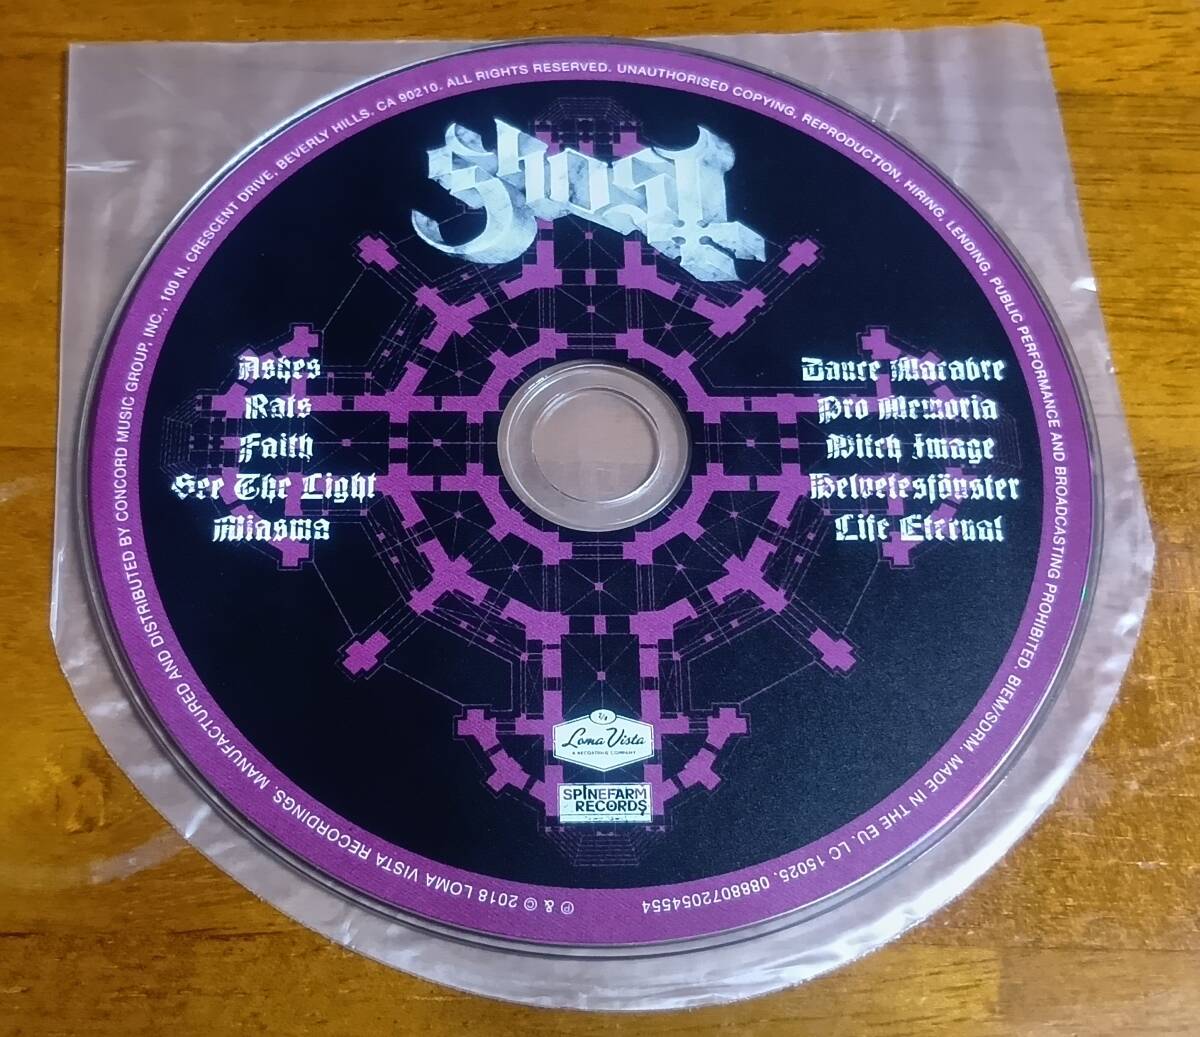 Ghost
Ashes
Rats
Faith
See The Light
Miasma
Dance Macabre
Pro Memoria
Witch Image
Helvetesfönster
Life Eternal
Loma Vista
A RECORDING COMPANY
SPINEFARM
RECORDS
℗ & © 2018 LOMA VISTA RECORDINGS. MANUFACTURED AND DISTRIBUTED BY CONCORD MUSIC GROUP, INC., 100 N. CRESCENT DRIVE, BEVERLY HILLS, CA 90210. ALL RIGHTS RESERVED. UNAUTHORISED COPYING, REPRODUCTION, HIRING, LENDING, PUBLIC PERFORMANCE AND BROADCASTING PROHIBITED. BIEM/SDRM. MADE IN THE EU. LC 15025. 0888072054554